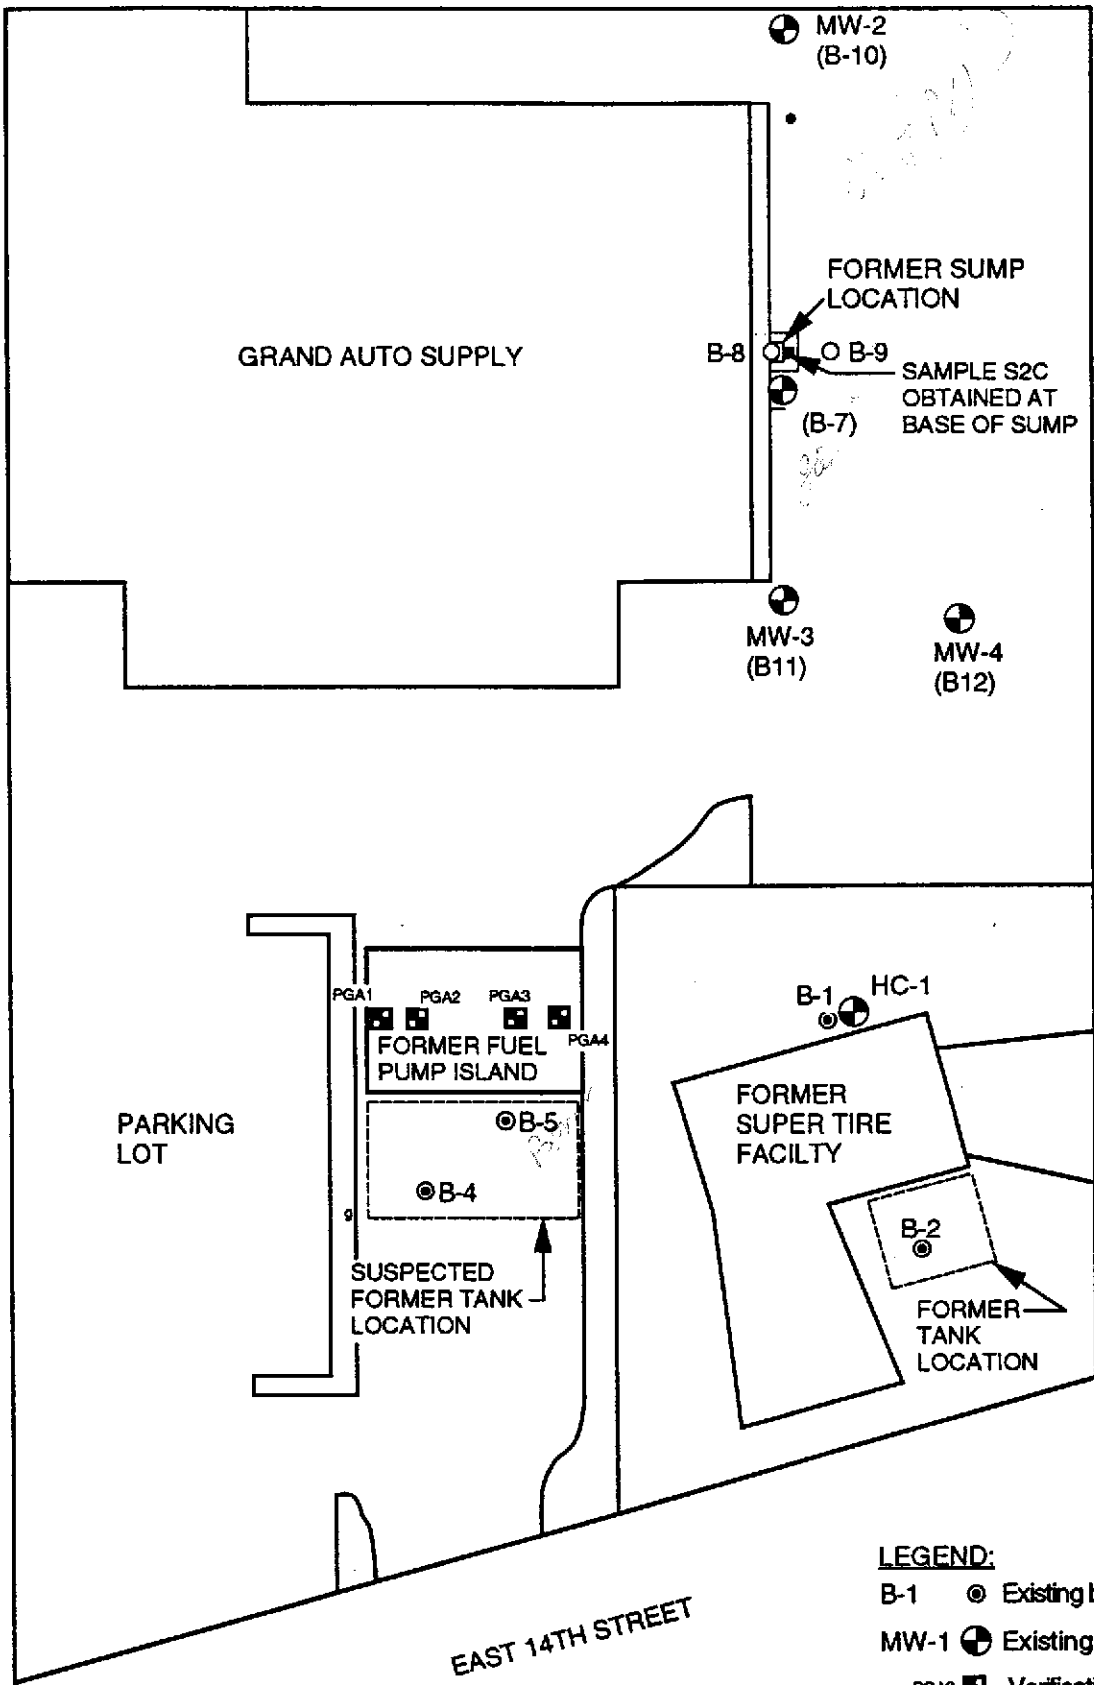 MW-2
(B-10)
FORMER SUMP
LOCATION
GRAND AUTO SUPPLY
B-8
B-9
SAMPLE S2C
OBTAINED AT
BASE OF SUMP
(B-7)
MW-3
(B11)
MW-4
(B12)
B-1
HC-1
PGA1
PGA2
PGA3
PGA4
FORMER FUEL
PUMP ISLAND
FORMER
SUPER TIRE
FACILTY
PARKING
LOT
B-5
B-4
B-2
SUSPECTED
FORMER TANK
LOCATION
FORMER
TANK
LOCATION
EAST 14TH STREET
LEGEND:
B-1 Existing
MW-1 Existing